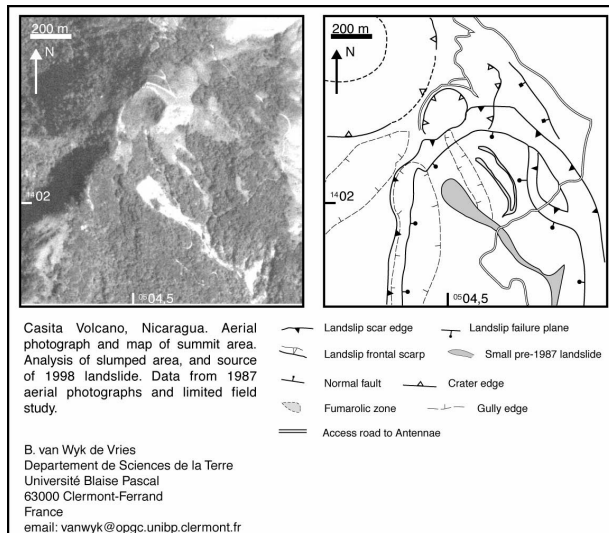 200 m
N
14 02
05 04,5
200 m
N
14 02
05 04,5
Casita Volcano, Nicaragua. Aerial
photograph and map of summit area.
Analysis of slumped area, and source
of 1998 landslide. Data from 1987
aerial photographs and limited field
study.
Landslip scar edge
Landslip failure plane
Landslip frontal scarp
Small pre-1987 landslide
Normal fault
Crater edge
Fumarolic zone
Gully edge
Access road to Antennae
B. van Wyk de Vries
Departement de Sciences de la Terre
Université Blaise Pascal
63000 Clermont-Ferrand
France
email: vanwyk@opgc.unibp.clermont.fr